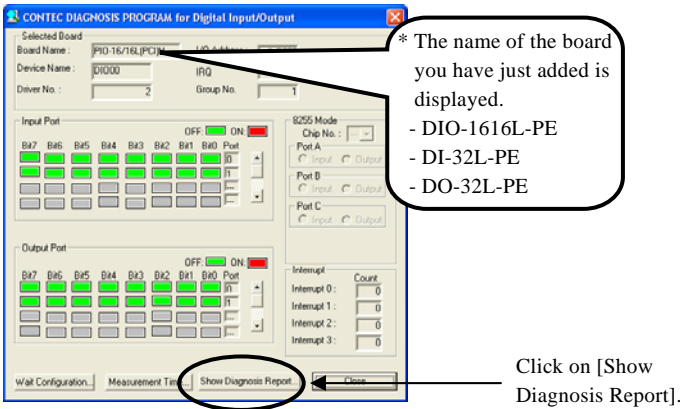 CONTEC DIAGNOSIS PROGRAM for Digital Input/Output
Selected Board
Board Name : PIO-16/16L(PCI)H I/O Address :
Device Name : DIO00 IRQ
Driver No. : 2 Group No. 1
* The name of the board
you have just added is
displayed.
- DIO-1616L-PE
- DI-32L-PE
- DO-32L-PE
Input Port
OFF: ON:
Bit7 Bit6 Bit5 Bit4 Bit3 Bit2 Bit1 Bit0 Port
0
1
---
---
8255 Mode
Chip No. : ---
Port A
Input Output
Port B
Input Output
Port C
Input Output
Output Port
OFF: ON:
Bit7 Bit6 Bit5 Bit4 Bit3 Bit2 Bit1 Bit0 Port
0
1
---
---
Interrupt
Count
Interrupt 0 : 0
Interrupt 1 : 0
Interrupt 2 : 0
Interrupt 3 : 0
Wait Configuration... Measurement Time... Show Diagnosis Report... Close
Click on [Show
Diagnosis Report].